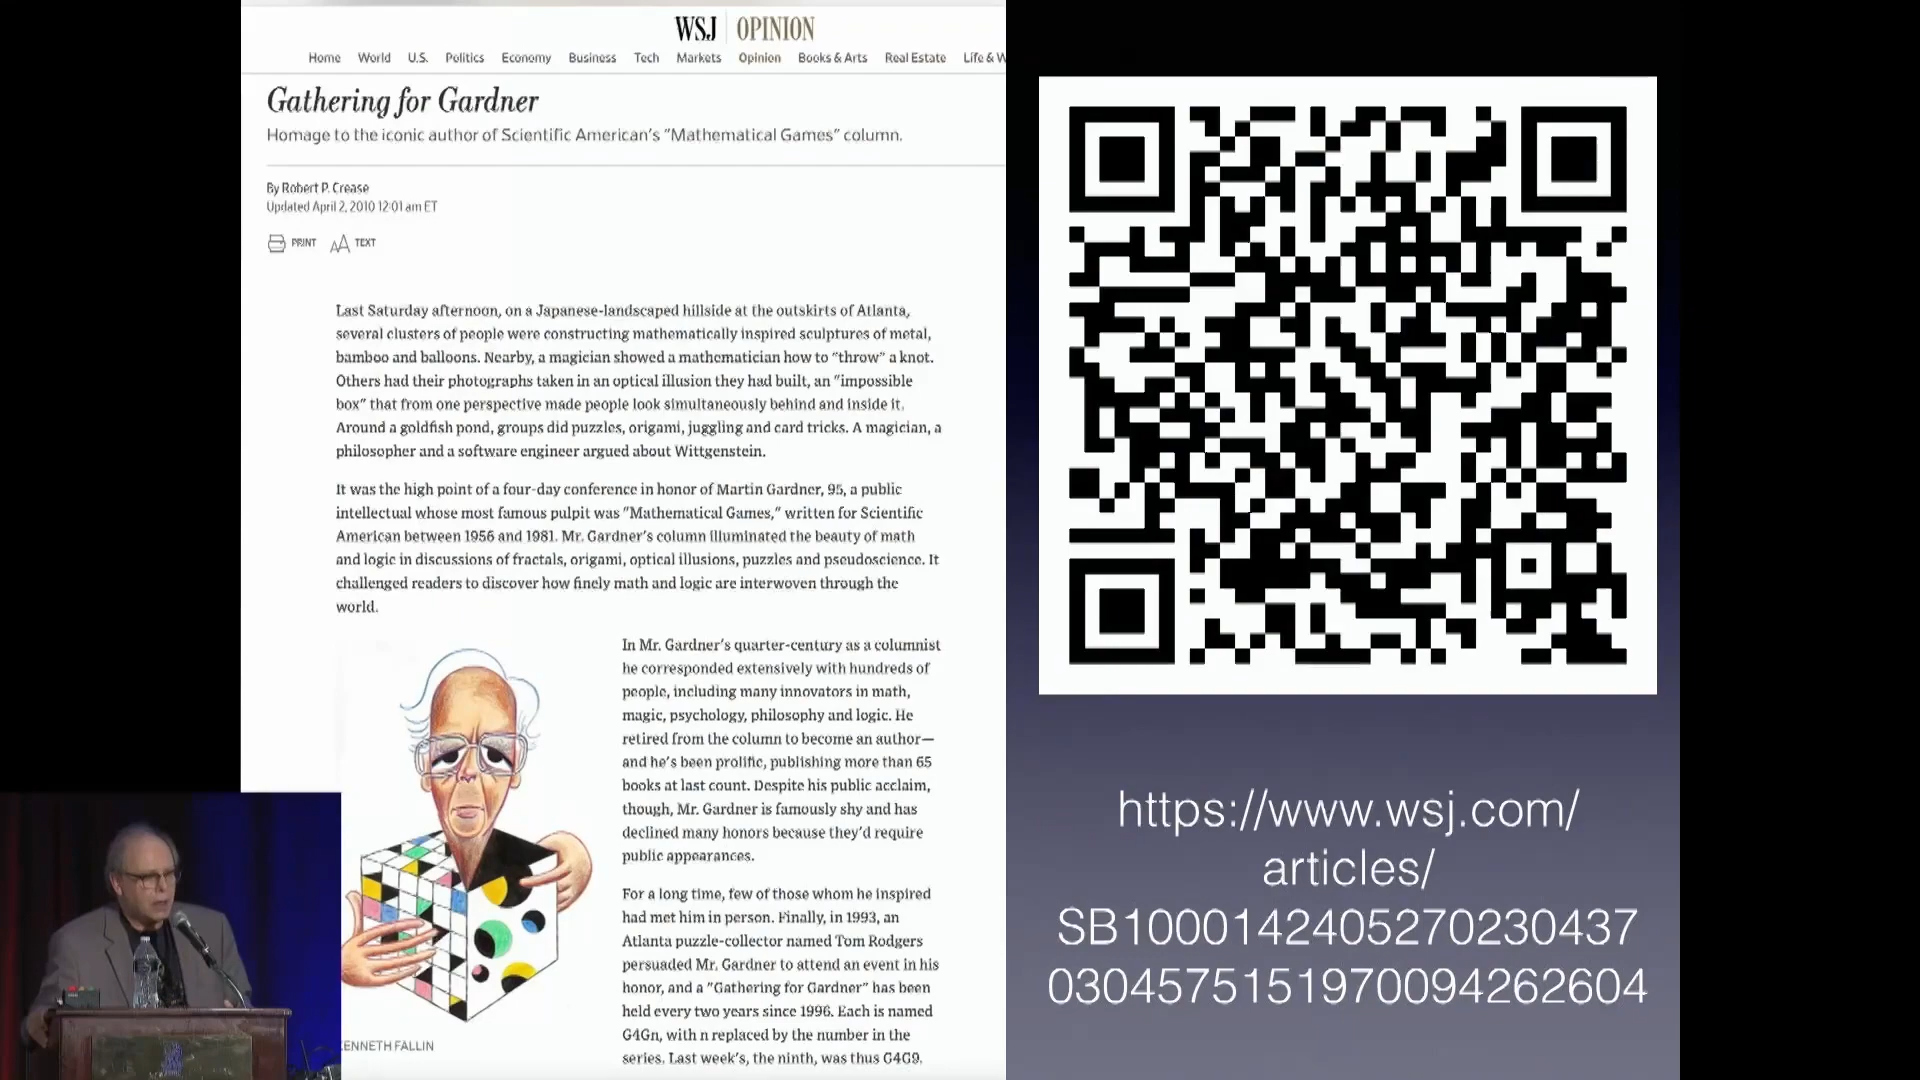 WSJ OPINION
Home World U.S. Politics Economy Business Tech Markets Opinion Books & Arts Real Estate Life & W
Gathering for Gardner
Homage to the iconic author of Scientific American's "Mathematical Games" column.
By Robert P. Crease
Updated April 2, 2010 12:01 am ET
PRINT AA TEXT
Last Saturday afternoon, on a Japanese-landscaped hillside at the outskirts of Atlanta,
several clusters of people were constructing mathematically inspired sculptures of metal,
bamboo and balloons. Nearby, a magician showed a mathematician how to "throw" a knot.
Others had their photographs taken in an optical illusion they had built, an "impossible
box" that from one perspective made people look simultaneously behind and inside it.
Around a goldfish pond, groups did puzzles, origami, juggling and card tricks. A magician, a
philosopher and a software engineer argued about Wittgenstein.
It was the high point of a four-day conference in honor of Martin Gardner, 95, a public
intellectual whose most famous pulpit was "Mathematical Games," written for Scientific
American between 1956 and 1981. Mr. Gardner's column illuminated the beauty of math
and logic in discussions of fractals, origami, optical illusions, puzzles and pseudoscience. It
challenged readers to discover how finely math and logic are interwoven through the
world.
In Mr. Gardner's quarter-century as a columnist
he corresponded extensively with hundreds of
people, including many innovators in math,
magic, psychology, philosophy and logic. He
retired from the column to become an author—
and he's been prolific, publishing more than 65
books at last count. Despite his public acclaim,
though, Mr. Gardner is famously shy and has
declined many honors because they'd require
public appearances.
For a long time, few of those whom he inspired
had met him in person. Finally, in 1993, an
Atlanta puzzle-collector named Tom Rodgers
persuaded Mr. Gardner to attend an event in his
honor, and a "Gathering for Gardner" has been
held every two years since 1996. Each is named
G4Gn, with n replaced by the number in the
series. Last week's, the ninth, was thus G4G9.
KENNETH FALLIN
https://www.wsj.com/
articles/
SB1000142405270230437
0304575151970094262604